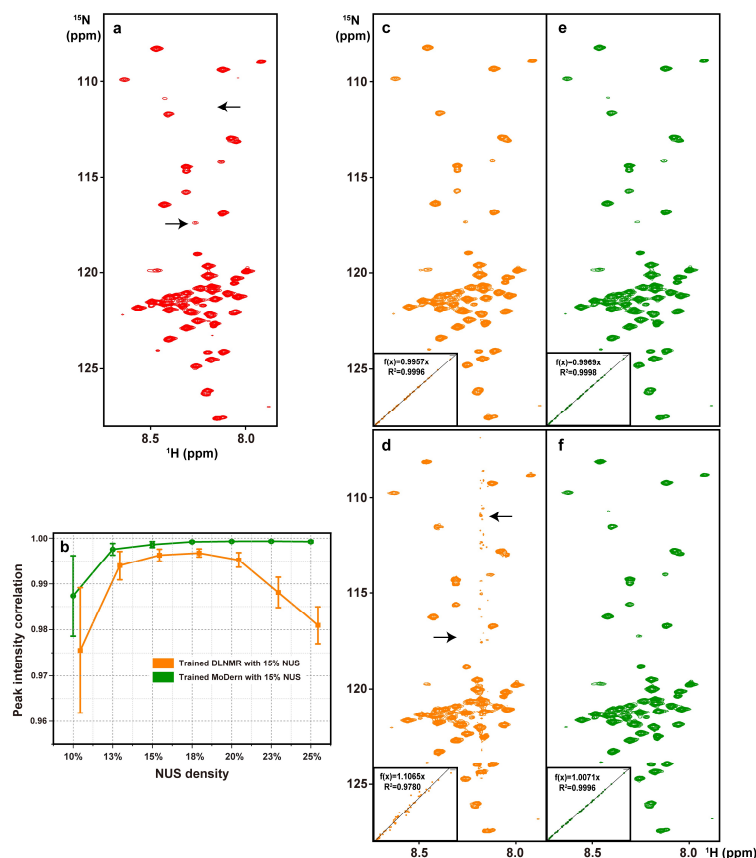 ¹⁵N
(ppm)
a
110
115
120
125
8.5
8.0
¹H (ppm)
¹⁵N
(ppm)
c
e
110
115
120
125
f(x)=0.9957x
R²=0.9996
f(x)=0.9969x
R²=0.9998
b
Peak intensity correlation
1.00
0.99
0.98
0.97
0.96
Trained DLNMR with 15% NUS
Trained MoDern with 15% NUS
10%
13%
15%
18%
20%
23%
25%
NUS density
d
f
110
115
120
125
f(x)=1.1065x
R²=0.9780
f(x)=1.0071x
R²=0.9996
8.5
8.0
8.5
8.0
¹H (ppm)